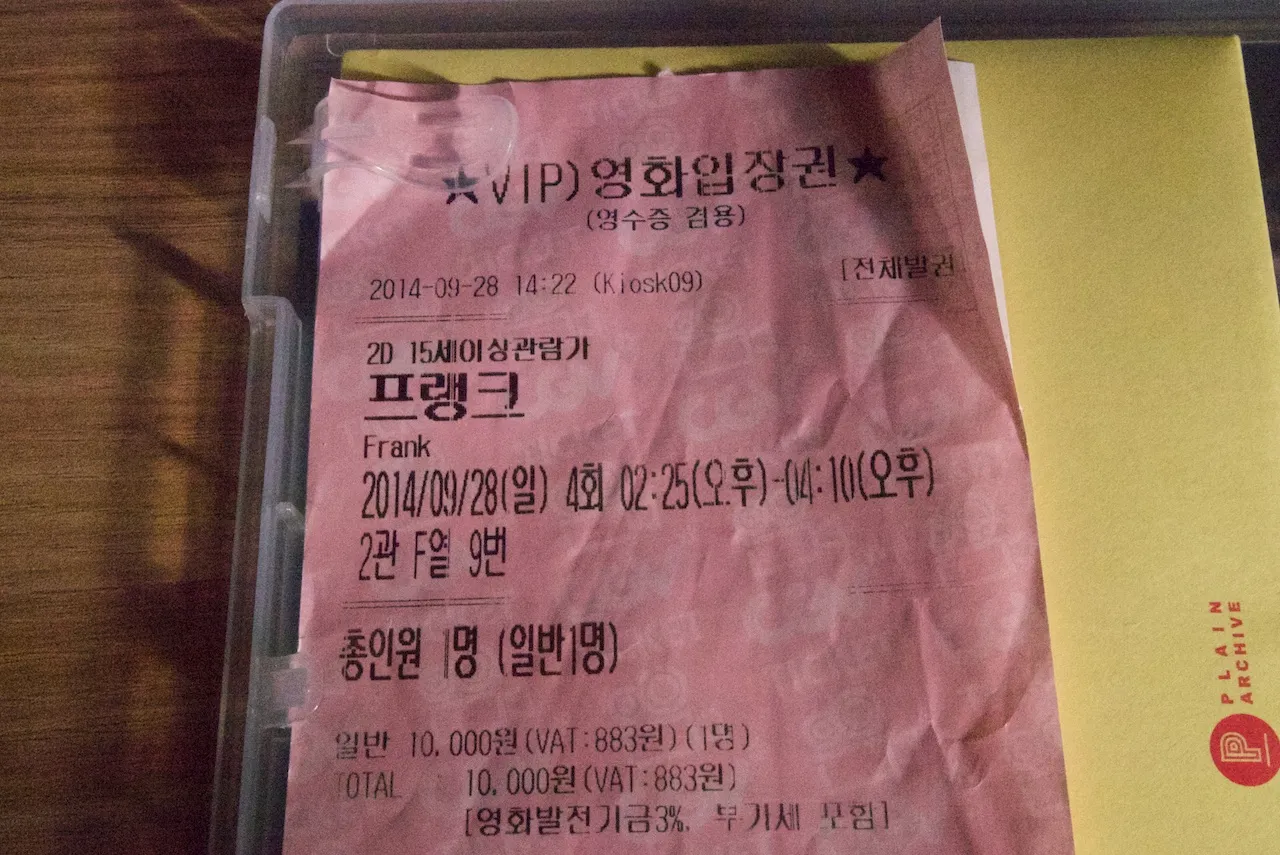 ★VIP)영화입장권★
(영수증 겸용)
2014-09-28 14:22 (Kiosk09)
[전체발권
2D 15세이상관람가
프랭크
Frank
2014/09/28(일) 4회 02:25(오후)-04:10(오후)
2관 F열 9번
총인원 1명 (일반1명)
일반 10,000원(VAT:883원)(1명)
TOTAL : 10,000원(VAT:883원)
[영화발전기금3%, 부가세 포함]
PLAIN
ARCHIVE